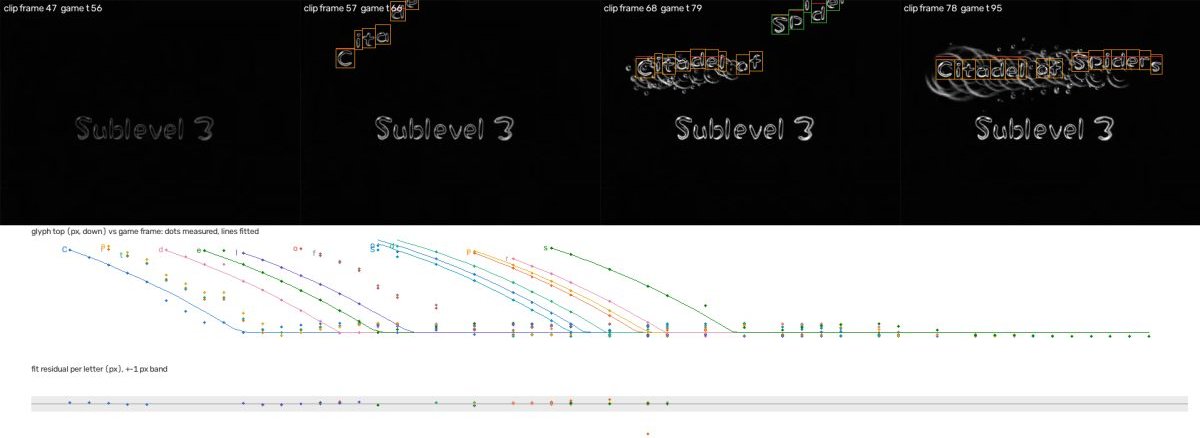 clip frame 47 game t 56
Sublevel 3
clip frame 57 game t 66
C i t a d e
Sublevel 3
clip frame 68 game t 79
Sp i de
Citadel of
Sublevel 3
clip frame 78 game t 95
Citadel of Spiders
Sublevel 3
glyph top (px, down) vs game frame: dots measured, lines fitted
C t d e l o f s
fit residual per letter (px), +-1 px band